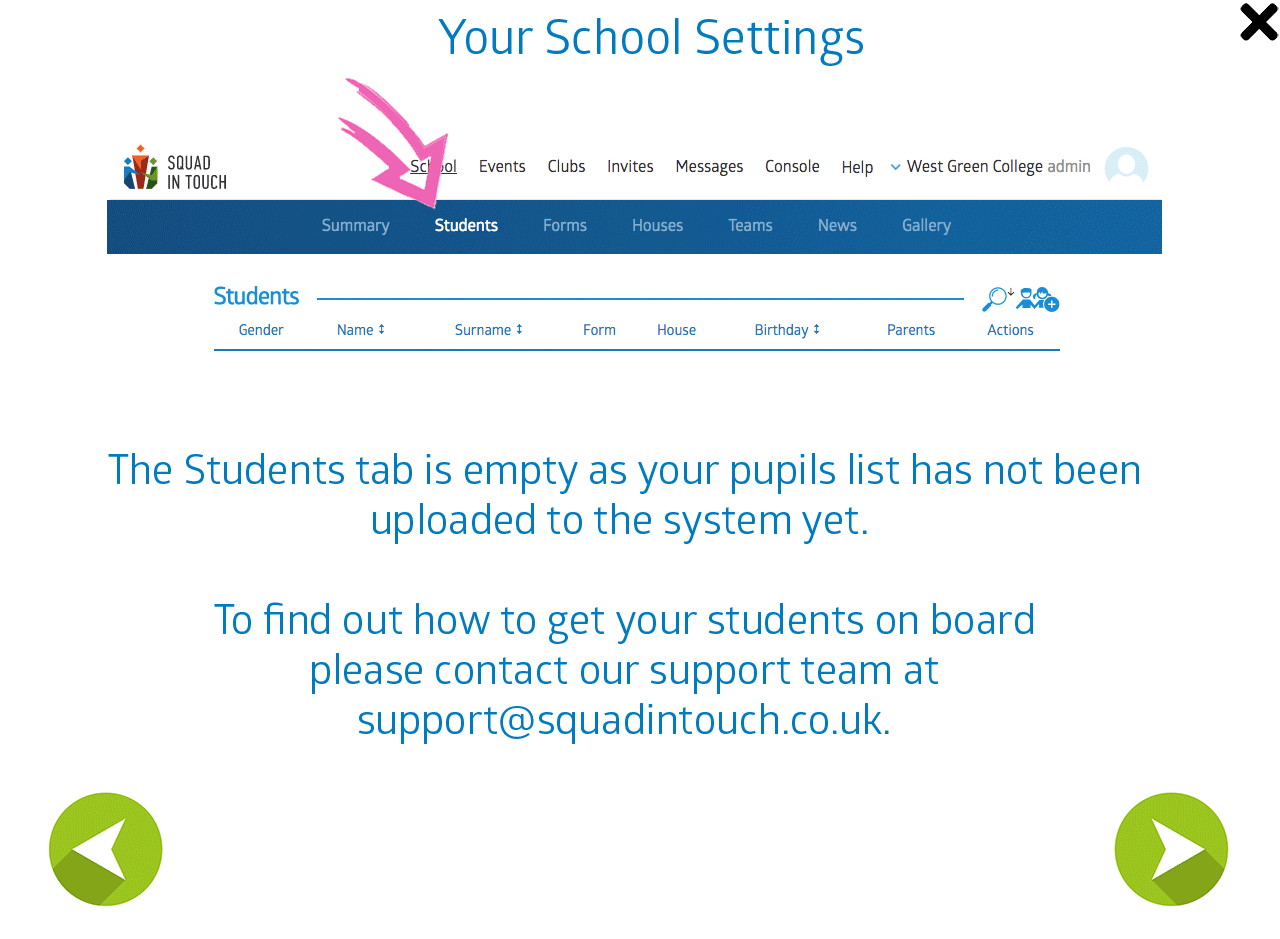 Your School Settings
SQUAD
IN TOUCH
School Events Clubs Invites Messages Console Help West Green College admin
Summary Students Forms Houses Teams News Gallery
Students
Gender Name Surname Form House Birthday Parents Actions
The Students tab is empty as your pupils list has not been
uploaded to the system yet.
To find out how to get your students on board
please contact our support team at
support@squadintouch.co.uk.